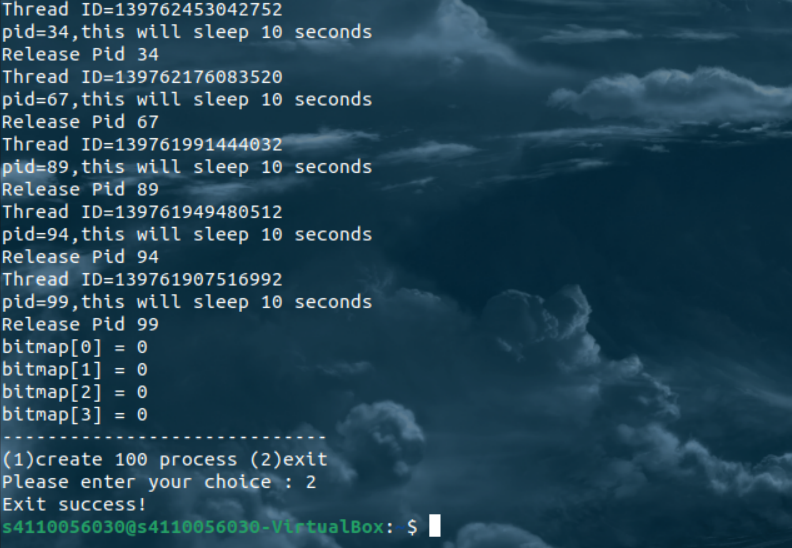 Thread ID=139762453042752
pid=34,this will sleep 10 seconds
Release Pid 34
Thread ID=139762176083520
pid=67,this will sleep 10 seconds
Release Pid 67
Thread ID=139761991444032
pid=89,this will sleep 10 seconds
Release Pid 89
Thread ID=139761949480512
pid=94,this will sleep 10 seconds
Release Pid 94
Thread ID=139761907516992
pid=99,this will sleep 10 seconds
Release Pid 99
bitmap[0] = 0
bitmap[1] = 0
bitmap[2] = 0
bitmap[3] = 0
-----------------------------
(1)create 100 process (2)exit
Please enter your choice : 2
Exit success!
s4110056030@s4110056030-VirtualBox: $